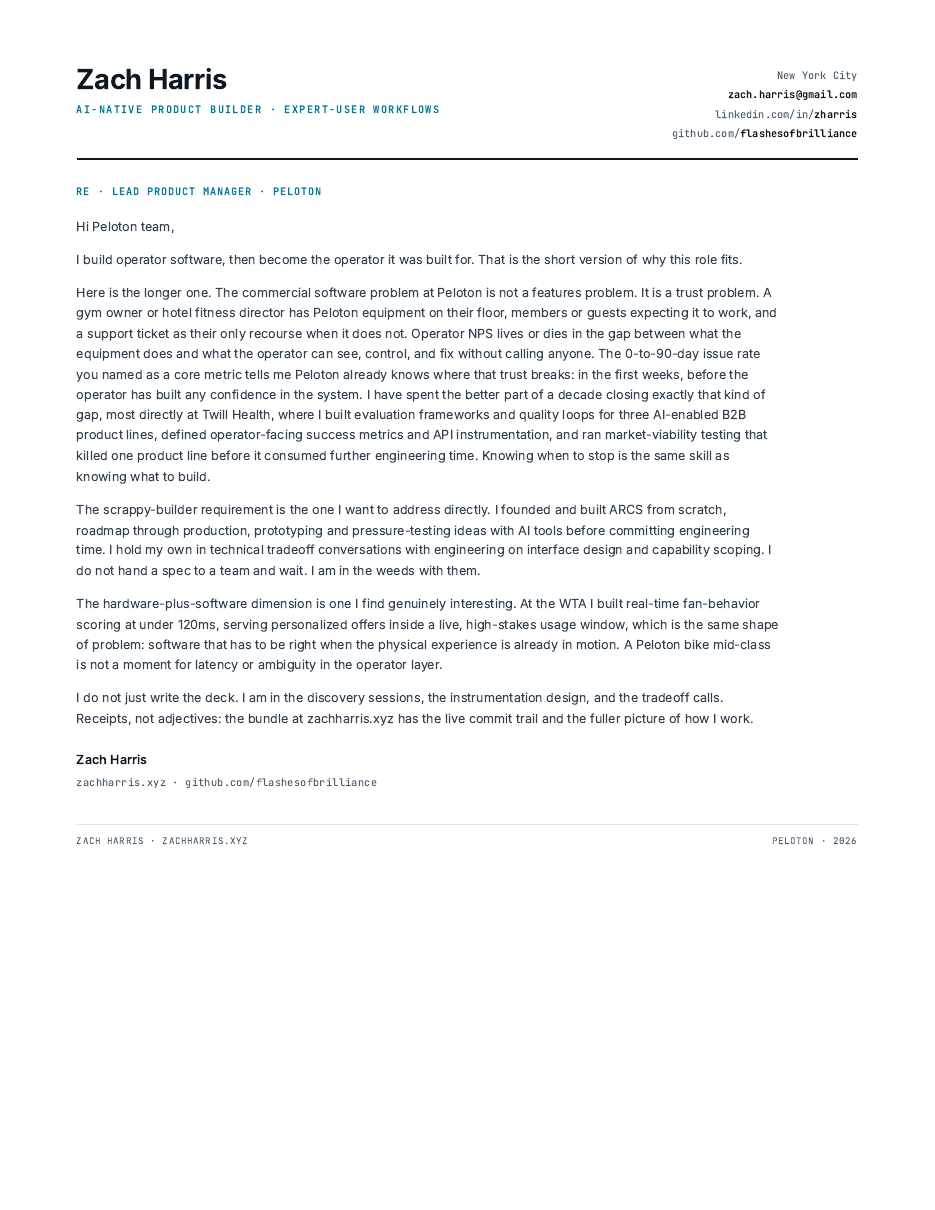 Zach Harris
AI-NATIVE PRODUCT BUILDER · EXPERT-USER WORKFLOWS
New York City
zach.harris@gmail.com
linkedin.com/in/zharris
github.com/flashesofbrilliance
RE · LEAD PRODUCT MANAGER · PELOTON
Hi Peloton team,
I build operator software, then become the operator it was built for. That is the short version of why this role fits.
Here is the longer one. The commercial software problem at Peloton is not a features problem. It is a trust problem. A
gym owner or hotel fitness director has Peloton equipment on their floor, members or guests expecting it to work, and
a support ticket as their only recourse when it does not. Operator NPS lives or dies in the gap between what the
equipment does and what the operator can see, control, and fix without calling anyone. The 0-to-90-day issue rate
you named as a core metric tells me Peloton already knows where that trust breaks: in the first weeks, before the
operator has built any confidence in the system. I have spent the better part of a decade closing exactly that kind of
gap, most directly at Twill Health, where I built evaluation frameworks and quality loops for three AI-enabled B2B
product lines, defined operator-facing success metrics and API instrumentation, and ran market-viability testing that
killed one product line before it consumed further engineering time. Knowing when to stop is the same skill as
knowing what to build.
The scrappy-builder requirement is the one I want to address directly. I founded and built ARCS from scratch,
roadmap through production, prototyping and pressure-testing ideas with AI tools before committing engineering
time. I hold my own in technical tradeoff conversations with engineering on interface design and capability scoping. I
do not hand a spec to a team and wait. I am in the weeds with them.
The hardware-plus-software dimension is one I find genuinely interesting. At the WTA I built real-time fan-behavior
scoring at under 120ms, serving personalized offers inside a live, high-stakes usage window, which is the same shape
of problem: software that has to be right when the physical experience is already in motion. A Peloton bike mid-class
is not a moment for latency or ambiguity in the operator layer.
I do not just write the deck. I am in the discovery sessions, the instrumentation design, and the tradeoff calls.
Receipts, not adjectives: the bundle at zachharris.xyz has the live commit trail and the fuller picture of how I work.
Zach Harris
zachharris.xyz · github.com/flashesofbrilliance
ZACH HARRIS · ZACHHARRIS.XYZ
PELOTON · 2026